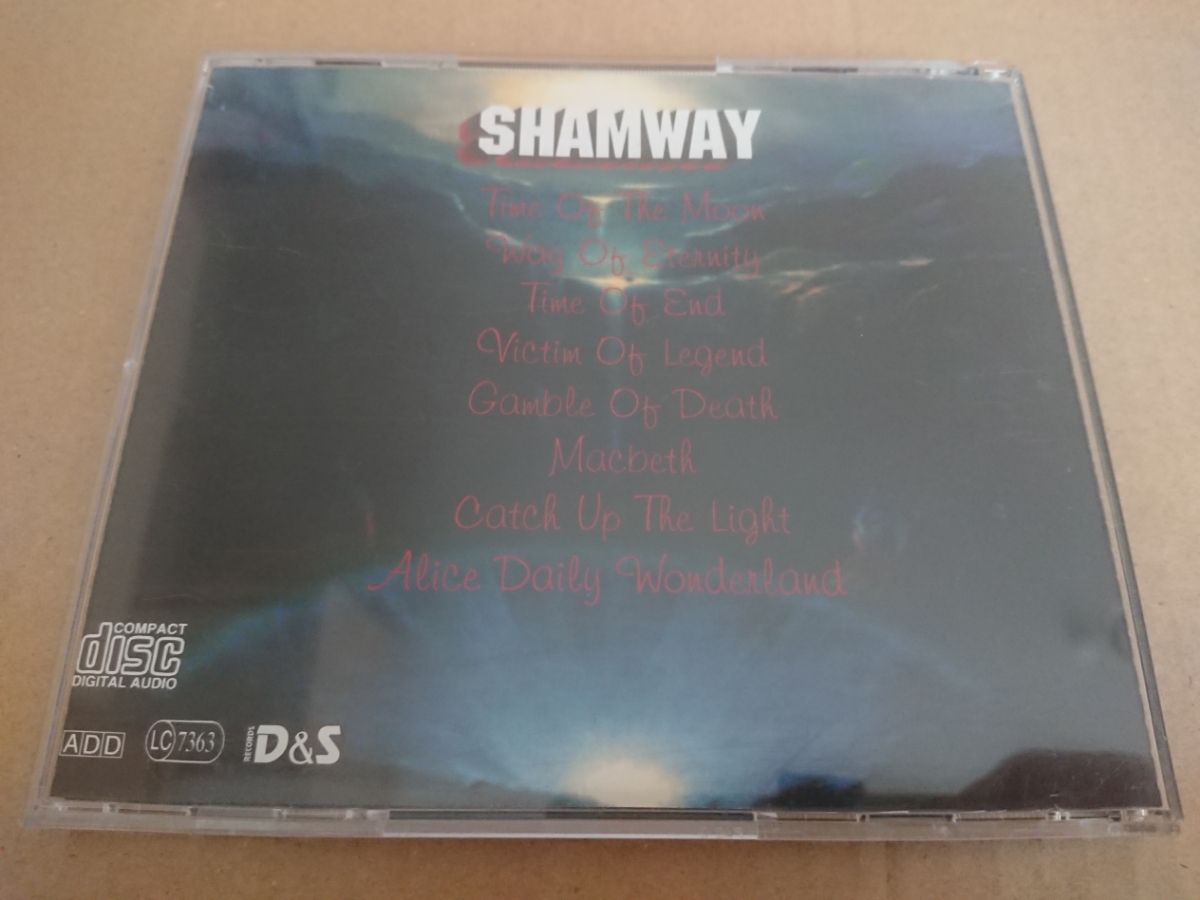 SHAMWAY
Time Of The Moon
Way Of Eternity
Time Of End
Victim Of Legend
Gamble Of Death
Macbeth
Catch Up The Light
Alice Daily Wonderland
COMPACT
disc
DIGITAL AUDIO
ADD
LC 7363
RECORDS D&S